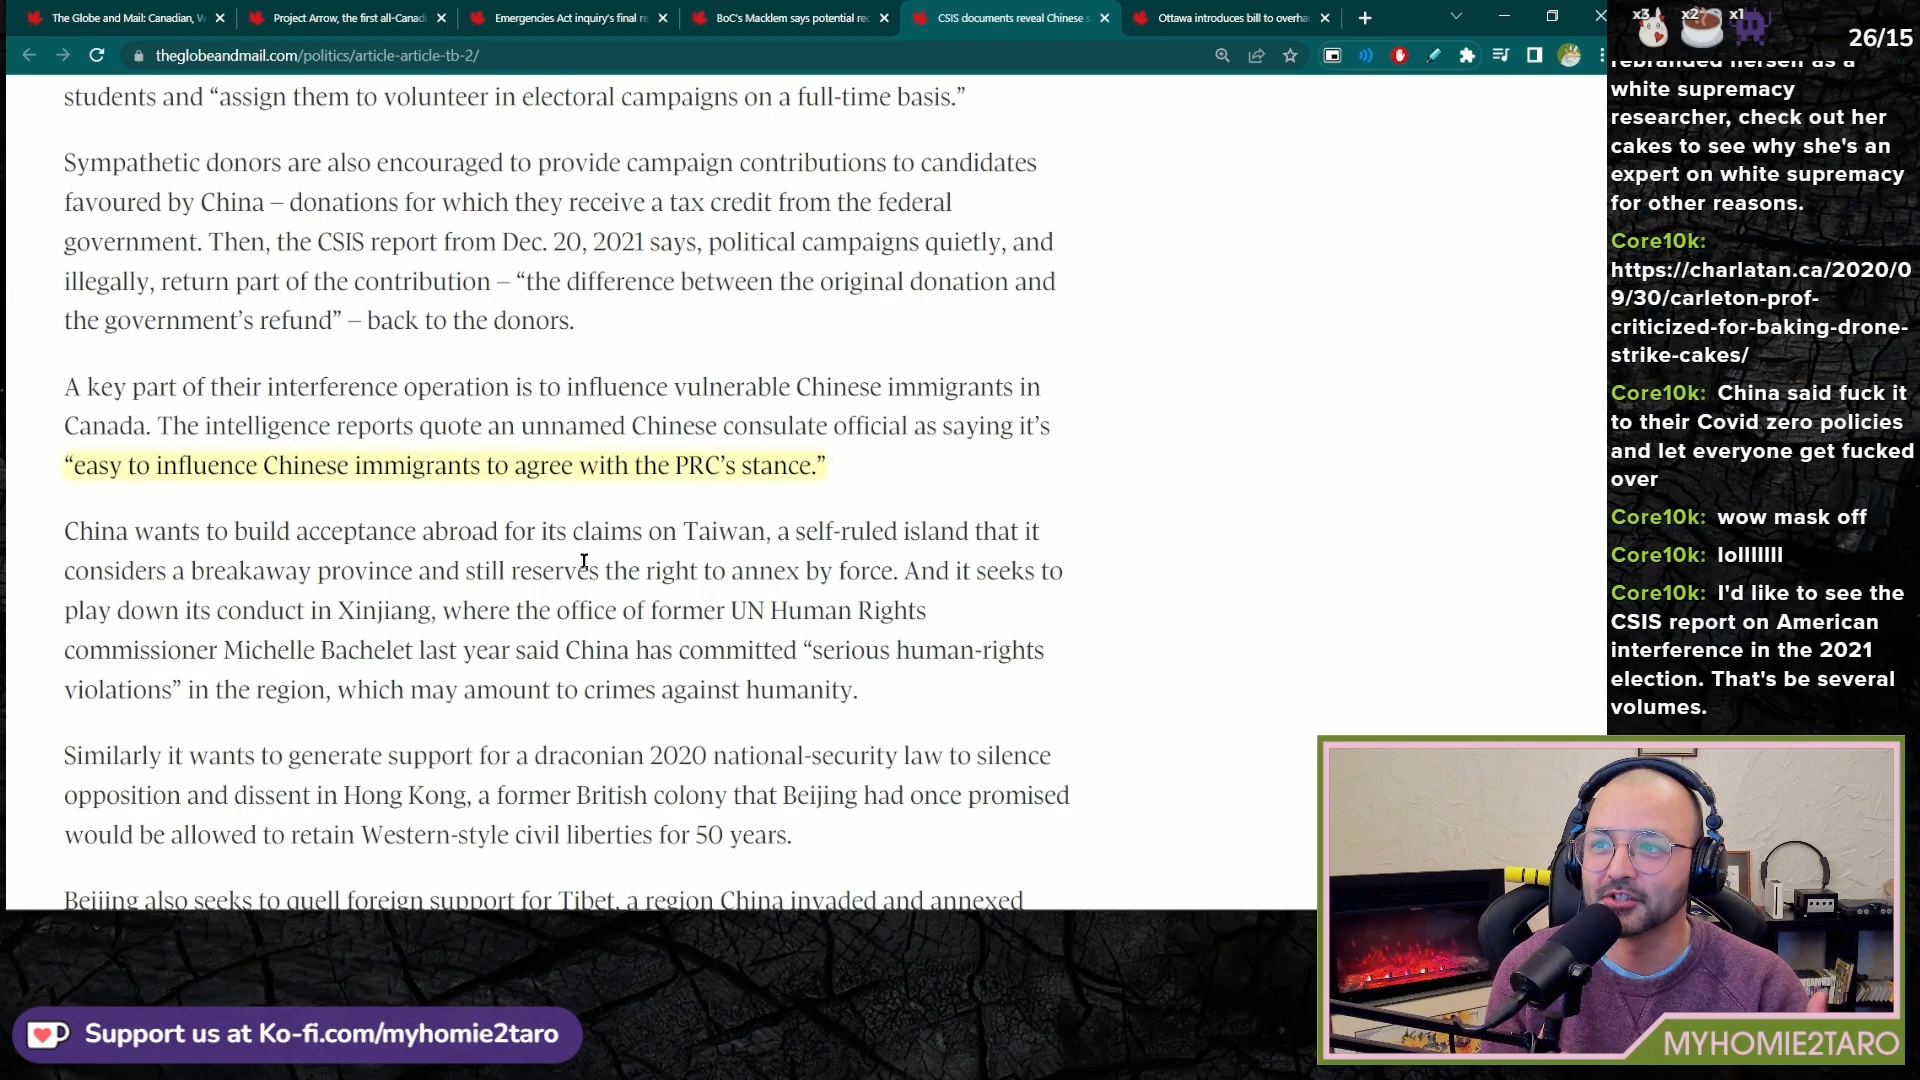 The Globe and Mail: Canadian, W
Project Arrow, the first all-Canadi
Emergencies Act inquiry's final re
BoC's Macklem says potential rec
CSIS documents reveal Chinese s
Ottawa introduces bill to overha
theglobeandmail.com/politics/article-article-tb-2/
students and “assign them to volunteer in electoral campaigns on a full-time basis.”
Sympathetic donors are also encouraged to provide campaign contributions to candidates
favoured by China – donations for which they receive a tax credit from the federal
government. Then, the CSIS report from Dec. 20, 2021 says, political campaigns quietly, and
illegally, return part of the contribution – “the difference between the original donation and
the government’s refund” – back to the donors.
A key part of their interference operation is to influence vulnerable Chinese immigrants in
Canada. The intelligence reports quote an unnamed Chinese consulate official as saying it’s
“easy to influence Chinese immigrants to agree with the PRC’s stance.”
China wants to build acceptance abroad for its claims on Taiwan, a self-ruled island that it
considers a breakaway province and still reserves the right to annex by force. And it seeks to
play down its conduct in Xinjiang, where the office of former UN Human Rights
commissioner Michelle Bachelet last year said China has committed “serious human-rights
violations” in the region, which may amount to crimes against humanity.
Similarly it wants to generate support for a draconian 2020 national-security law to silence
opposition and dissent in Hong Kong, a former British colony that Beijing had once promised
would be allowed to retain Western-style civil liberties for 50 years.
Beijing also seeks to quell foreign support for Tibet, a region China invaded and annexed
x3 x2 x1
26/15
rebranded herself as a
white supremacy
researcher, check out her
cakes to see why she's an
expert on white supremacy
for other reasons.
Core10k:
https://charlatan.ca/2020/0
9/30/carleton-prof-
criticized-for-baking-drone-
strike-cakes/
Core10k: China said fuck it
to their Covid zero policies
and let everyone get fucked
over
Core10k: wow mask off
Core10k: lolllllll
Core10k: I'd like to see the
CSIS report on American
interference in the 2021
election. That's be several
volumes.
Support us at Ko-fi.com/myhomie2taro
MYHOMIE2TARO